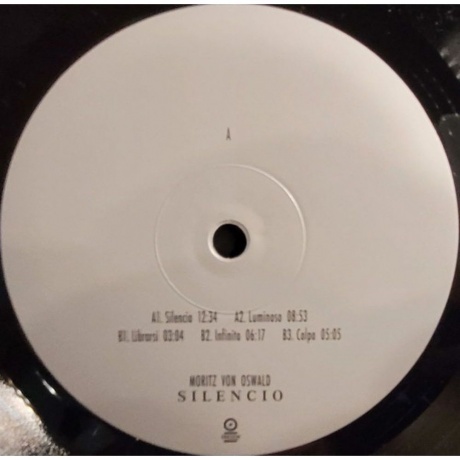 A
A1. Silencio 12:34 A2. Luminoso 08:53
B1. Librarsi 03:04 B2. Infinito 06:17 B3. Colpo 05:05
MORITZ VON OSWALD
SILENCIO